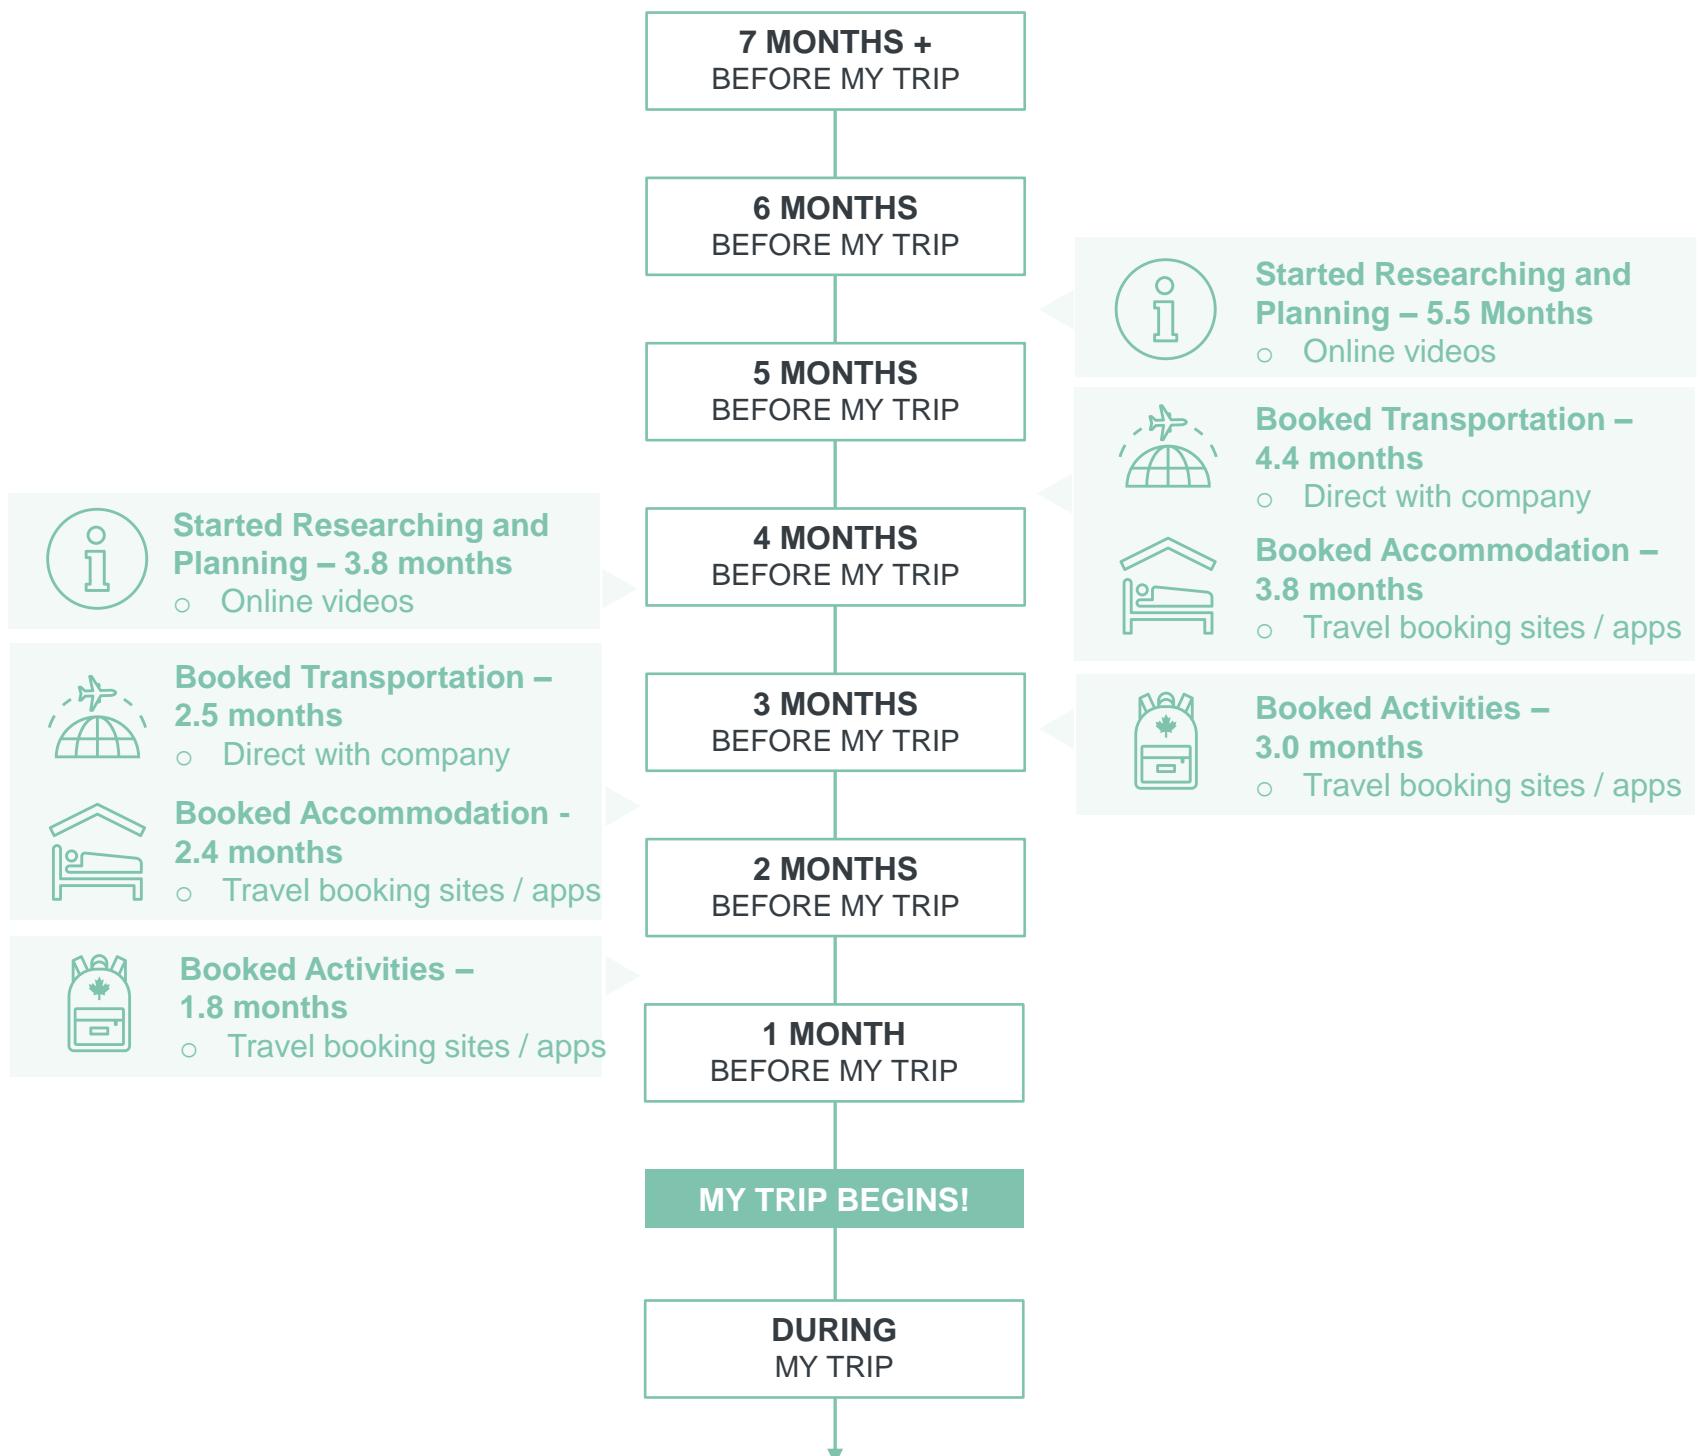 7 MONTHS +
BEFORE MY TRIP
6 MONTHS
BEFORE MY TRIP
5 MONTHS
BEFORE MY TRIP
4 MONTHS
BEFORE MY TRIP
3 MONTHS
BEFORE MY TRIP
2 MONTHS
BEFORE MY TRIP
1 MONTH
BEFORE MY TRIP
MY TRIP BEGINS!
DURING
MY TRIP
Started Researching and
Planning – 3.8 months
○ Online videos
Booked Transportation –
2.5 months
○ Direct with company
Booked Accommodation -
2.4 months
○ Travel booking sites / apps
Booked Activities –
1.8 months
○ Travel booking sites / apps
Started Researching and
Planning – 5.5 Months
○ Online videos
Booked Transportation –
4.4 months
○ Direct with company
Booked Accommodation –
3.8 months
○ Travel booking sites / apps
Booked Activities –
3.0 months
○ Travel booking sites / apps